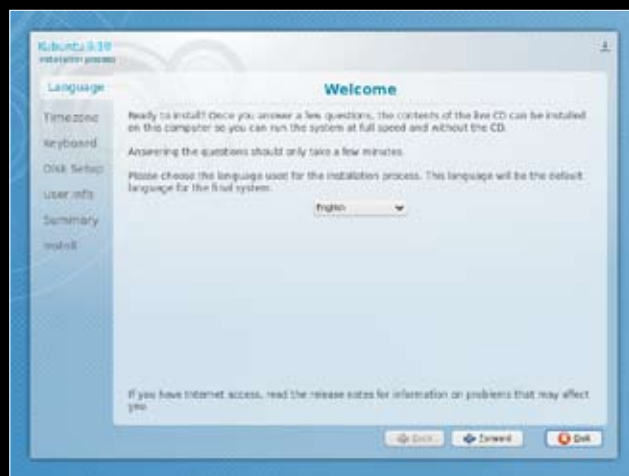 Kubuntu 9.10
installation process
Language
Timezone
Keyboard
Disk Setup
User Info
Summary
Install
Welcome
Ready to install? Once you answer a few questions, the contents of the live CD can be installed
on this computer so you can run the system at full speed and without the CD.
Answering the questions should only take a few minutes.
Please choose the language used for the installation process. This language will be the default
language for the final system.
English
If you have Internet access, read the release notes for information on problems that may affect
you.
Back
Forward
Quit